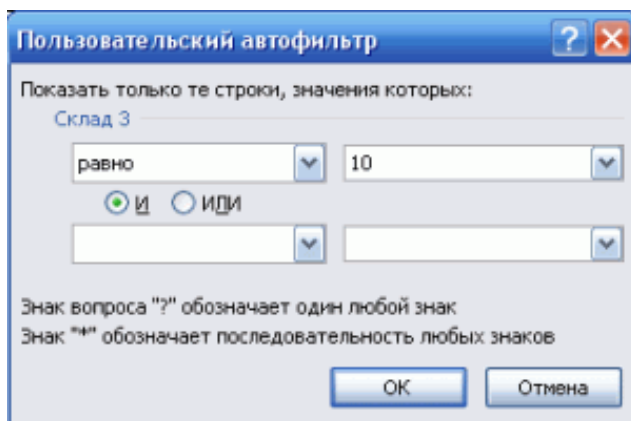 Пользовательский автофильтр
Показать только те строки, значения которых:
Склад 3
равно 10
И ИЛИ
Знак вопроса "?" обозначает один любой знак
Знак "*" обозначает последовательность любых знаков
ОК Отмена